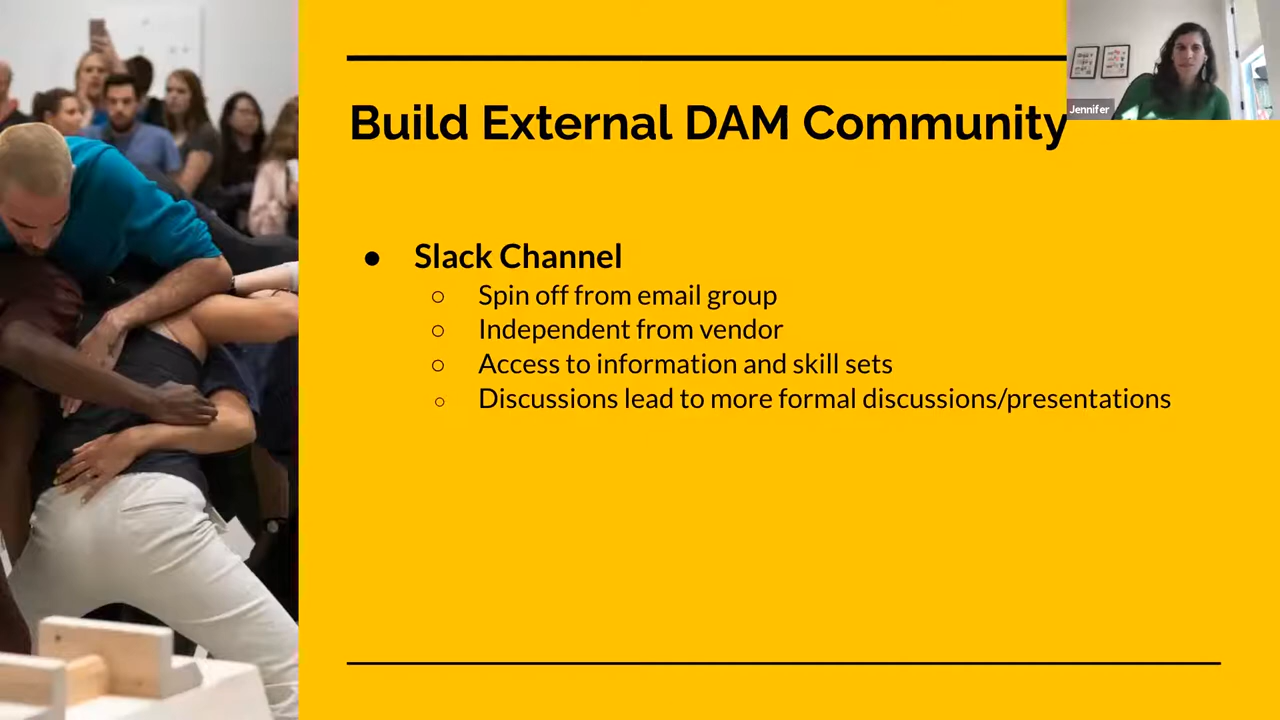 Build External DAM Community
Jennifer
● Slack Channel
○ Spin off from email group
○ Independent from vendor
○ Access to information and skill sets
○ Discussions lead to more formal discussions/presentations